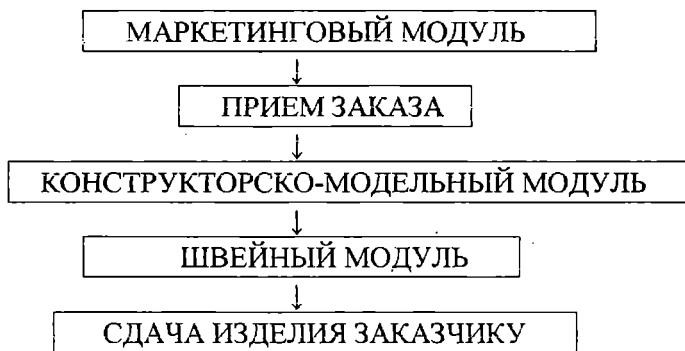 МАРКЕТИНГОВЫЙ МОДУЛЬ
ПРИЕМ ЗАКАЗА
КОНСТРУКТОРСКО-МОДЕЛЬНЫЙ МОДУЛЬ
ШВЕЙНЫЙ МОДУЛЬ
СДАЧА ИЗДЕЛИЯ ЗАКАЗЧИКУ